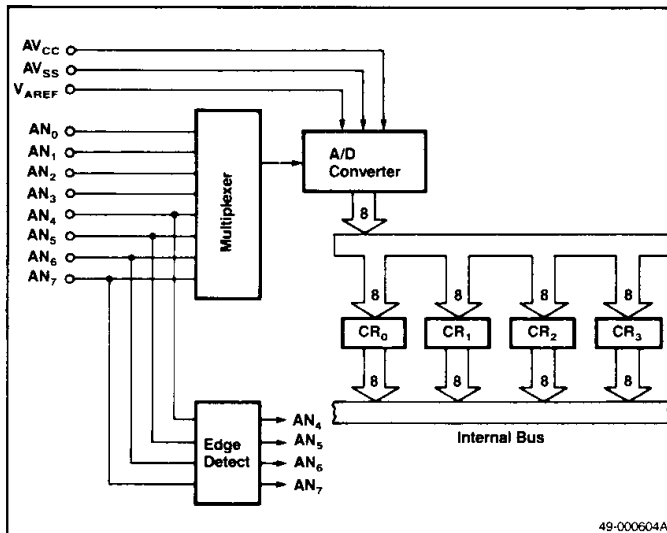 AVCC
AVSS
VAREF
AN0
AN1
AN2
AN3
AN4
AN5
AN6
AN7
Multiplexer
A/D
Converter
8
8 8 8 8
CR0 CR1 CR2 CR3
8 8 8 8
Internal Bus
Edge
Detect
AN4
AN5
AN6
AN7
49-000604A